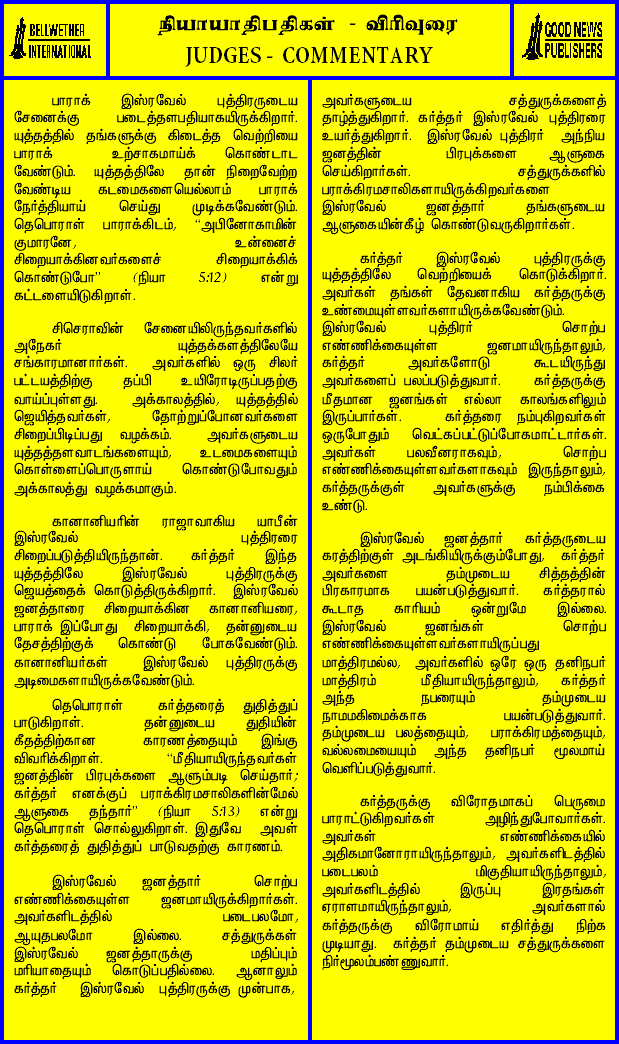 BELLWETHER
INTERNATIONAL
நியாயாதிபதிகள் - விரிவுரை
JUDGES - COMMENTARY
GOOD NEWS
PUBLISHERS
பாராக் இஸ்ரவேல் புத்திரருடைய
சேனைக்கு படைத்தளபதியாகயிருக்கிறார்.
யுத்தத்தில் தங்களுக்கு கிடைத்த வெற்றியை
பாராக் உற்சாகமாய்க் கொண்டாட
வேண்டும். யுத்தத்திலே தான் நிறைவேற்ற
வேண்டிய கடமைகளையெல்லாம் பாராக்
நேர்த்தியாய் செய்து முடிக்கவேண்டும்.
தெபொராள் பாராக்கிடம், “அபினோகாமின்
குமாரனே, உன்னைச்
சிறையாக்கினவர்களைச் சிறையாக்கிக்
கொண்டுபோ” (நியா 5:12) என்று
கட்டளையிடுகிறாள்.
சிசெராவின் சேனையிலிருந்தவர்களில்
அநேகர் யுத்தக்களத்திலேயே
சங்காரமானார்கள். அவர்களில் ஒரு சிலர்
பட்டயத்திற்கு தப்பி உயிரோடிருப்பதற்கு
வாய்ப்புள்ளது. அக்காலத்தில், யுத்தத்தில்
ஜெயித்தவர்கள், தோற்றுப்போனவர்களை
சிறைப்பிடிப்பது வழக்கம். அவர்களுடைய
யுத்தத்தளவாடங்களையும், உடமைகளையும்
கொள்ளைப்பொருளாய் கொண்டுபோவதும்
அக்காலத்து வழக்கமாகும்.
கானானியரின் ராஜாவாகிய யாபீன்
இஸ்ரவேல் புத்திரரை
சிறைப்படுத்தியிருந்தான். கர்த்தர் இந்த
யுத்தத்திலே இஸ்ரவேல் புத்திரருக்கு
ஜெயத்தைக் கொடுத்திருக்கிறார். இஸ்ரவேல்
ஜனத்தாரை சிறையாக்கின கானானியரை,
பாராக் இப்போது சிறையாக்கி, தன்னுடைய
தேசத்திற்குக் கொண்டு போகவேண்டும்.
கானானியர்கள் இஸ்ரவேல் புத்திரருக்கு
அடிமைகளாயிருக்கவேண்டும்.
தெபொராள் கர்த்தரைத் துதித்துப்
பாடுகிறாள். தன்னுடைய துதியின்
கீதத்திற்கான காரணத்தையும் இங்கு
விவரிக்கிறாள். “மீதியாயிருந்தவர்கள்
ஜனத்தின் பிரபுக்களை ஆளும்படி செய்தார்;
கர்த்தர் எனக்குப் பராக்கிரமசாலிகளின்மேல்
ஆளுகை தந்தார்” (நியா 5:13) என்று
தெபொராள் சொல்லுகிறாள். இதுவே அவள்
கர்த்தரைத் துதித்துப் பாடுவதற்கு காரணம்.
இஸ்ரவேல் ஜனத்தார் சொற்ப
எண்ணிக்கையுள்ள ஜனமாயிருக்கிறார்கள்.
அவர்களிடத்தில் படைபலமோ,
ஆயுதபலமோ இல்லை. சத்துருக்கள்
இஸ்ரவேல் ஜனத்தாருக்கு மதிப்பும்
மரியாதையும் கொடுப்பதில்லை. ஆனாலும்
கர்த்தர் இஸ்ரவேல் புத்திரருக்கு முன்பாக,
அவர்களுடைய சத்துருக்களைத்
தாழ்த்துகிறார். கர்த்தர் இஸ்ரவேல் புத்திரரை
உயர்த்துகிறார். இஸ்ரவேல் புத்திரர் அந்நிய
ஜனத்தின் பிரபுக்களை ஆளுகை
செய்கிறார்கள். சத்துருக்களில்
பராக்கிரமசாலிகளாயிருக்கிறவர்களை
இஸ்ரவேல் ஜனத்தார் தங்களுடைய
ஆளுகையின்கீழ் கொண்டுவருகிறார்கள்.
கர்த்தர் இஸ்ரவேல் புத்திரருக்கு
யுத்தத்திலே வெற்றியைக் கொடுக்கிறார்.
அவர்கள் தங்கள் தேவனாகிய கர்த்தருக்கு
உண்மையுள்ளவர்களாயிருக்கவேண்டும்.
இஸ்ரவேல் புத்திரர் சொற்ப
எண்ணிக்கையுள்ள ஜனமாயிருந்தாலும்,
கர்த்தர் அவர்களோடு கூடயிருந்து
அவர்களைப் பலப்படுத்துவார். கர்த்தருக்கு
மீதமான ஜனங்கள் எல்லா காலங்களிலும்
இருப்பார்கள். கர்த்தரை நம்புகிறவர்கள்
ஒருபோதும் வெட்கப்பட்டுப்போகமாட்டார்கள்.
அவர்கள் பலவீனராகவும், சொற்ப
எண்ணிக்கையுள்ளவர்களாகவும் இருந்தாலும்,
கர்த்தருக்குள் அவர்களுக்கு நம்பிக்கை
உண்டு.
இஸ்ரவேல் ஜனத்தார் கர்த்தருடைய
கரத்திற்குள் அடங்கியிருக்கும்போது, கர்த்தர்
அவர்களை தம்முடைய சித்தத்தின்
பிரகாரமாக பயன்படுத்துவார். கர்த்தரால்
கூடாத காரியம் ஒன்றுமே இல்லை.
இஸ்ரவேல் ஜனங்கள் சொற்ப
எண்ணிக்கையுள்ளவர்களாயிருப்பது
மாத்திரமல்ல, அவர்களில் ஒரே ஒரு தனிநபர்
மாத்திரம் மீதியாயிருந்தாலும், கர்த்தர்
அந்த நபரையும் தம்முடைய
நாமமகிமைக்காக பயன்படுத்துவார்.
தம்முடைய பலத்தையும், பராக்கிரமத்தையும்,
வல்லமையையும் அந்த தனிநபர் மூலமாய்
வெளிப்படுத்துவார்.
கர்த்தருக்கு விரோதமாகப் பெருமை
பாராட்டுகிறவர்கள் அழிந்துபோவார்கள்.
அவர்கள் எண்ணிக்கையில்
அதிகமானோராயிருந்தாலும், அவர்களிடத்தில்
படைபலம் மிகுதியாயிருந்தாலும்,
அவர்களிடத்தில் இருப்பு இரதங்கள்
ஏராளமாயிருந்தாலும், அவர்களால்
கர்த்தருக்கு விரோமாய் எதிர்த்து நிற்க
முடியாது. கர்த்தர் தம்முடைய சத்துருக்களை
நிர்மூலம்பண்ணுவார்.